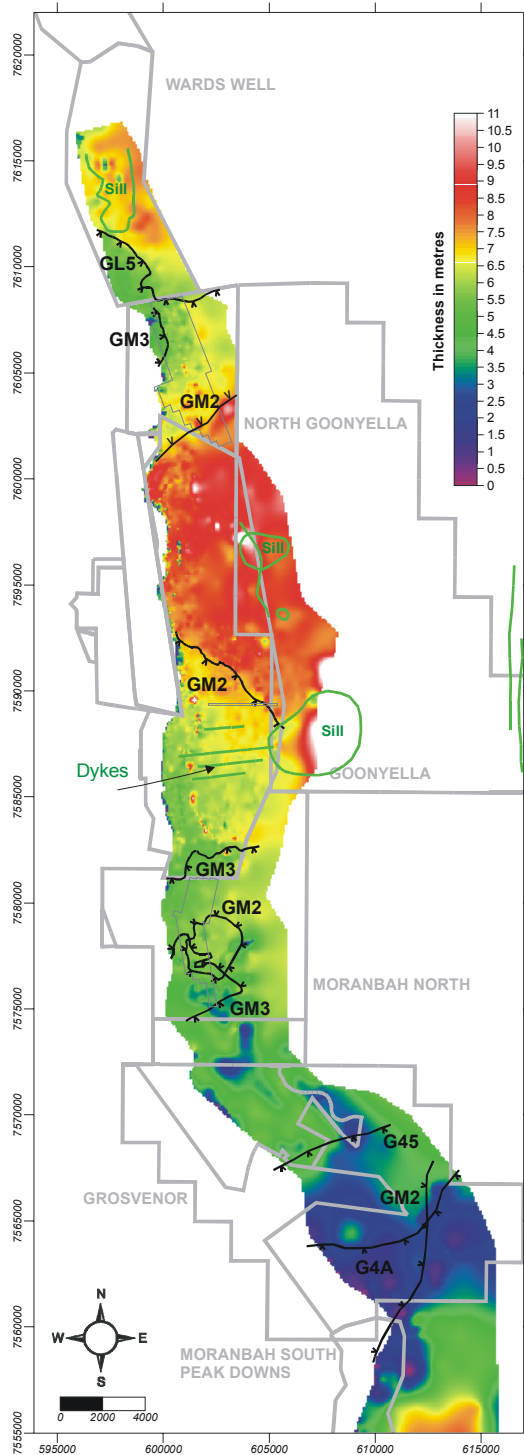 7620000
WARDS WELL
11
10.5
10
9.5
9
8.5
8
7.5
7
6.5
6
5.5
5
4.5
4
3.5
3
2.5
2
1.5
1
0.5
0
Thickness in metres
7615000
Sill
GL5
7610000
GM3
7605000
GM2
NORTH GOONYELLA
7600000
Sill
7595000
GM2
7590000
Sill
Dykes
GOONYELLA
7585000
GM3
7580000
GM2
MORANBAH NORTH
GM3
7575000
7570000
G45
GROSVENOR
GM2
7565000
G4A
N
W E
S
7560000
MORANBAH SOUTH
PEAK DOWNS
0 2000 4000
7555000
595000 600000 605000 610000 615000